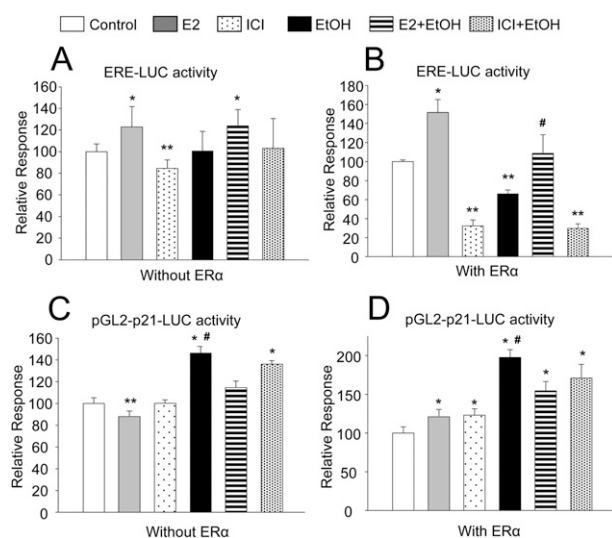 Control E2 ICI EtOH E2+EtOH ICI+EtOH
A
ERE-LUC activity
Relative Response
160
140
120
100
80
60
40
20
0
* ** *
Without ERα
B
ERE-LUC activity
Relative Response
180
160
140
120
100
80
60
40
20
0
* ** ** # **
With ERα
C
pGL2-p21-LUC activity
Relative Response
160
140
120
100
80
60
40
20
0
** * # *
Without ERα
D
pGL2-p21-LUC activity
Relative Response
200
150
100
50
0
* * * # * *
With ERα